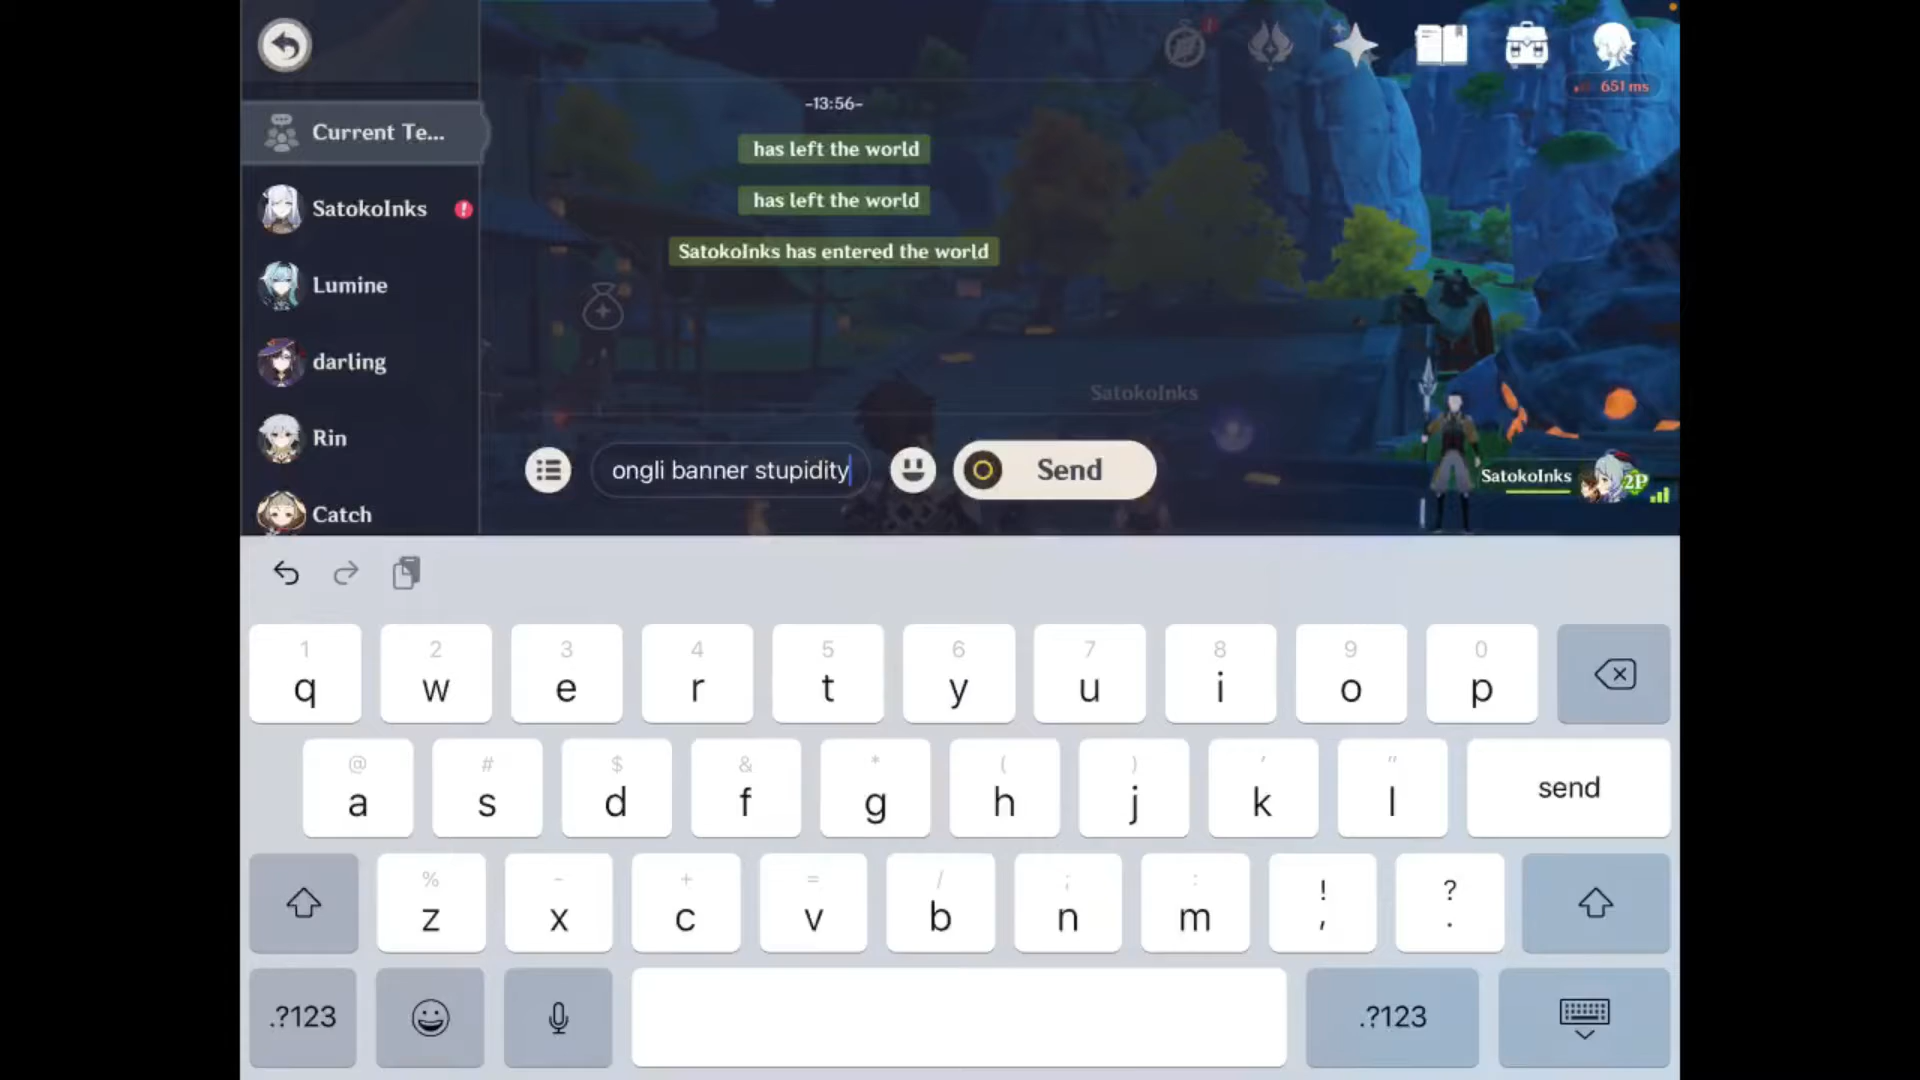 651 ms
-13:56-
Current Te...
has left the world
has left the world
SatokoInks !
SatokoInks has entered the world
Lumine
darling
SatokoInks
Rin
ongli banner stupidity
Send
SatokoInks 2P
Catch
1 2 3 4 5 6 7 8 9 0
q w e r t y u i o p
@ # $ & * ( ) ' "
a s d f g h j k l send
% - + = / ; : ! ?
z x c v b n m , .
.?123 .?123